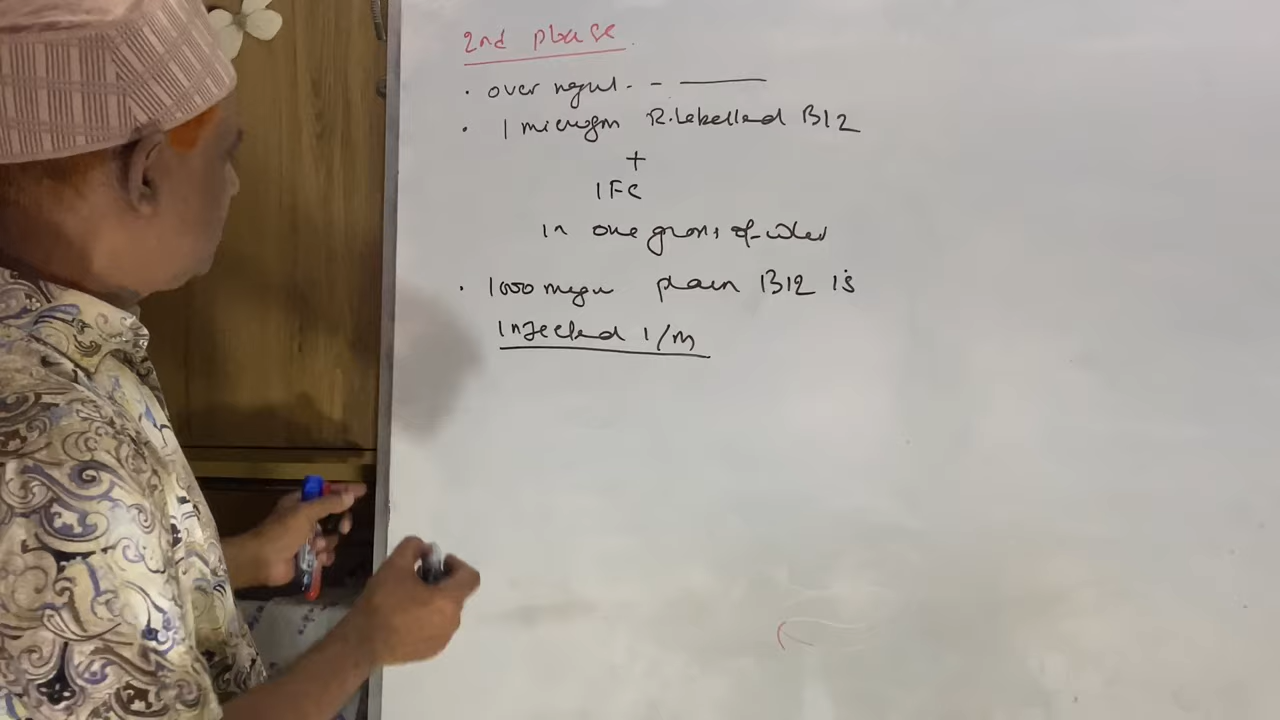 2nd phase.
• over night. - ———
• 1 microgm R.labelled B12
+
IFC
in one glass of water
• 1000 mcgm plain B12 is
injected 1/m